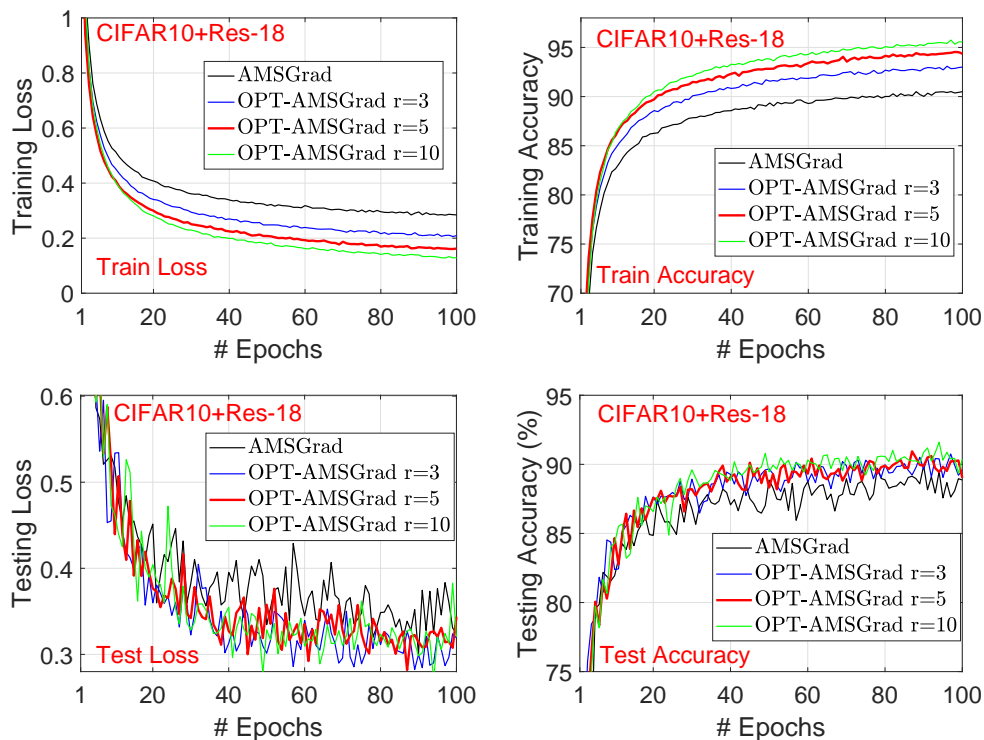 CIFAR10+Res-18
AMSGrad
OPT-AMSGrad r=3
OPT-AMSGrad r=5
OPT-AMSGrad r=10
Train Loss
Training Loss
1
0.8
0.6
0.4
0.2
0
1 20 40 60 80 100
# Epochs
CIFAR10+Res-18
AMSGrad
OPT-AMSGrad r=3
OPT-AMSGrad r=5
OPT-AMSGrad r=10
Train Accuracy
Training Accuracy
95
90
85
80
75
70
1 20 40 60 80 100
# Epochs
CIFAR10+Res-18
AMSGrad
OPT-AMSGrad r=3
OPT-AMSGrad r=5
OPT-AMSGrad r=10
Test Loss
Testing Loss
0.6
0.5
0.4
0.3
1 20 40 60 80 100
# Epochs
CIFAR10+Res-18
AMSGrad
OPT-AMSGrad r=3
OPT-AMSGrad r=5
OPT-AMSGrad r=10
Test Accuracy
Testing Accuracy (%)
95
90
85
80
75
1 20 40 60 80 100
# Epochs